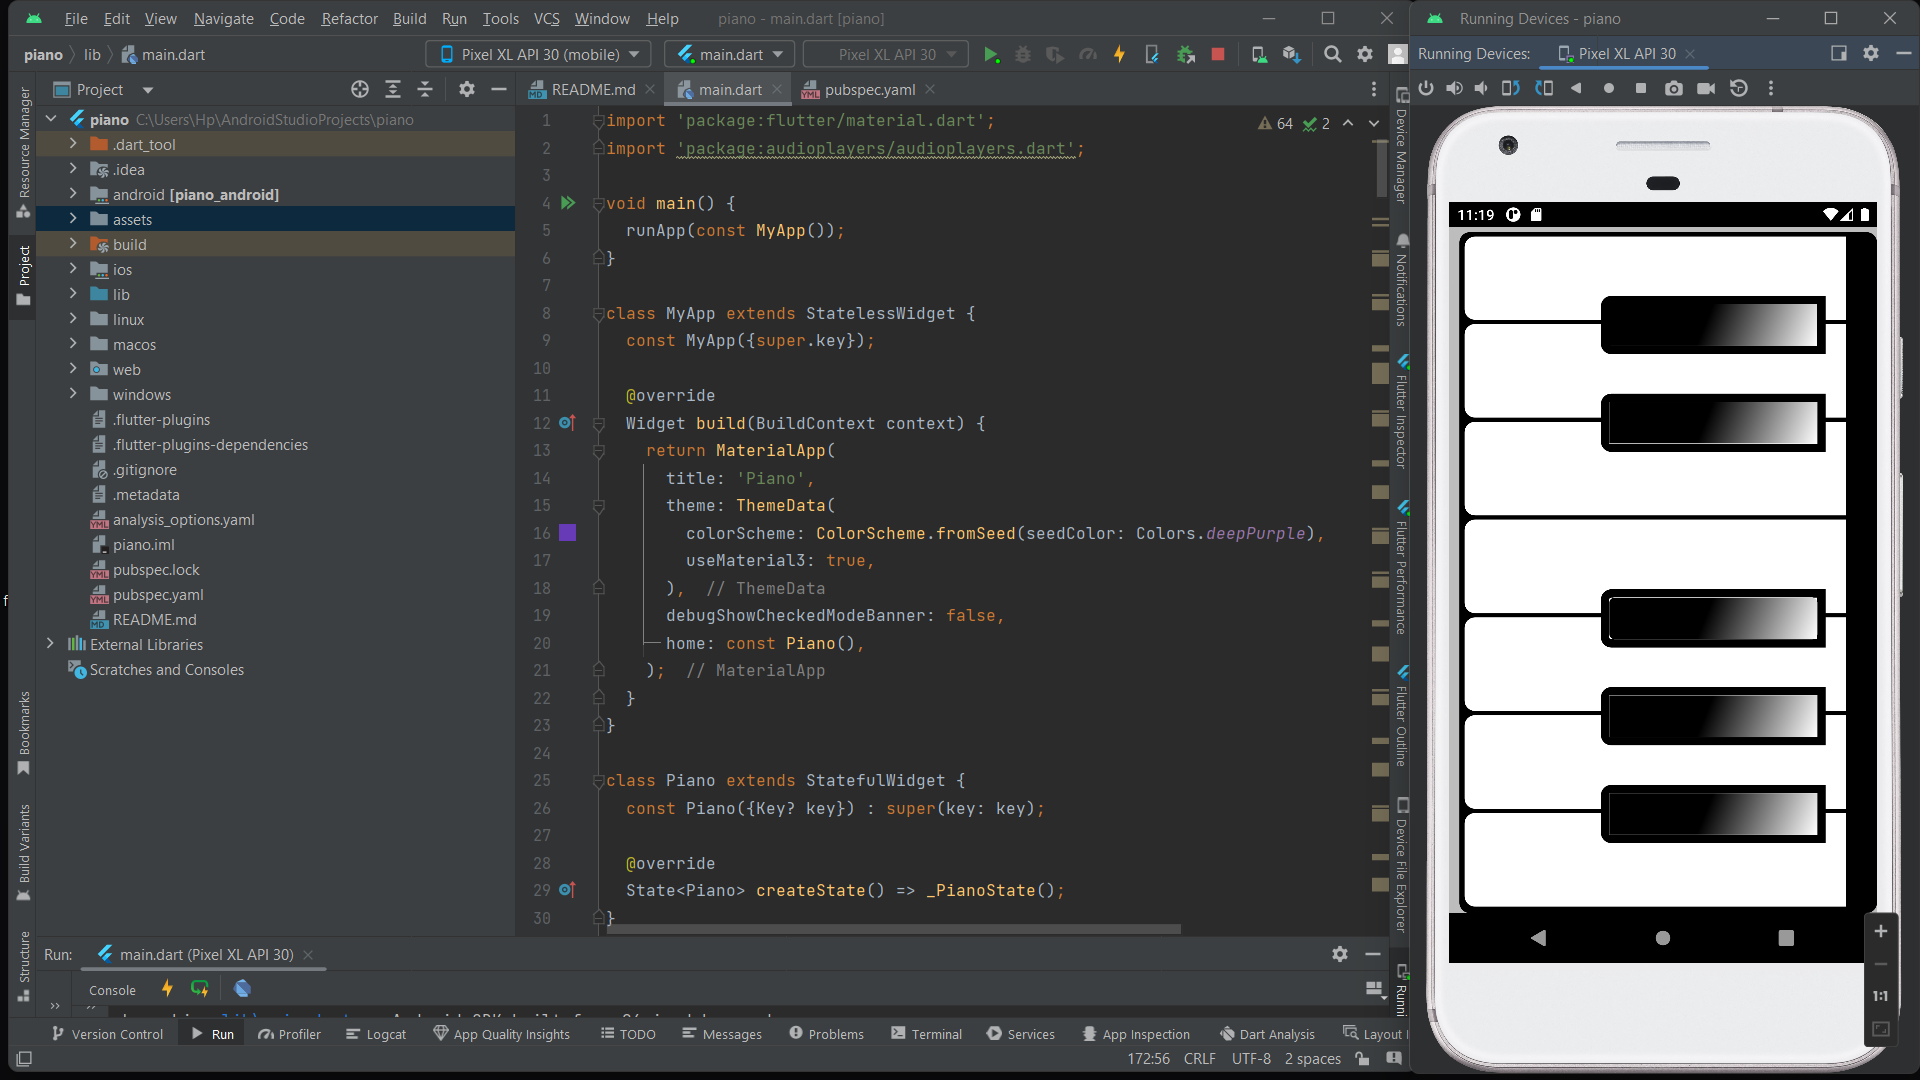 File Edit View Navigate Code Refactor Build Run Tools VCS Window Help piano - main.dart [piano]
Running Devices - piano
piano lib main.dart Pixel XL API 30 (mobile) main.dart Pixel XL API 30
Running Devices: Pixel XL API 30
Project
README.md main.dart pubspec.yaml
piano C:\Users\Hp\AndroidStudioProjects\piano
.dart_tool
.idea
android [piano_android]
assets
build
ios
lib
linux
macos
web
windows
.flutter-plugins
.flutter-plugins-dependencies
.gitignore
.metadata
analysis_options.yaml
piano.iml
pubspec.lock
pubspec.yaml
README.md
External Libraries
Scratches and Consoles
Resource Manager
Project
Bookmarks
Build Variants
Structure
64 2
1 import 'package:flutter/material.dart';
2 import 'package:audioplayers/audioplayers.dart';
3
4 void main() {
5 runApp(const MyApp());
6 }
7
8 class MyApp extends StatelessWidget {
9 const MyApp({super.key});
10
11 @override
12 Widget build(BuildContext context) {
13 return MaterialApp(
14 title: 'Piano',
15 theme: ThemeData(
16 colorScheme: ColorScheme.fromSeed(seedColor: Colors.deepPurple),
17 useMaterial3: true,
18 ), // ThemeData
19 debugShowCheckedModeBanner: false,
20 home: const Piano(),
21 ); // MaterialApp
22 }
23 }
24
25 class Piano extends StatefulWidget {
26 const Piano({Key? key}) : super(key: key);
27
28 @override
29 State<Piano> createState() => _PianoState();
30 }
Device Manager
Notifications
Flutter Inspector
Flutter Performance
Flutter Outline
Device File Explorer
Runni
11:19
1:1
Run: main.dart (Pixel XL API 30)
Console
Version Control Run Profiler Logcat App Quality Insights TODO Messages Problems Terminal Services App Inspection Dart Analysis Layout I
172:56 CRLF UTF-8 2 spaces